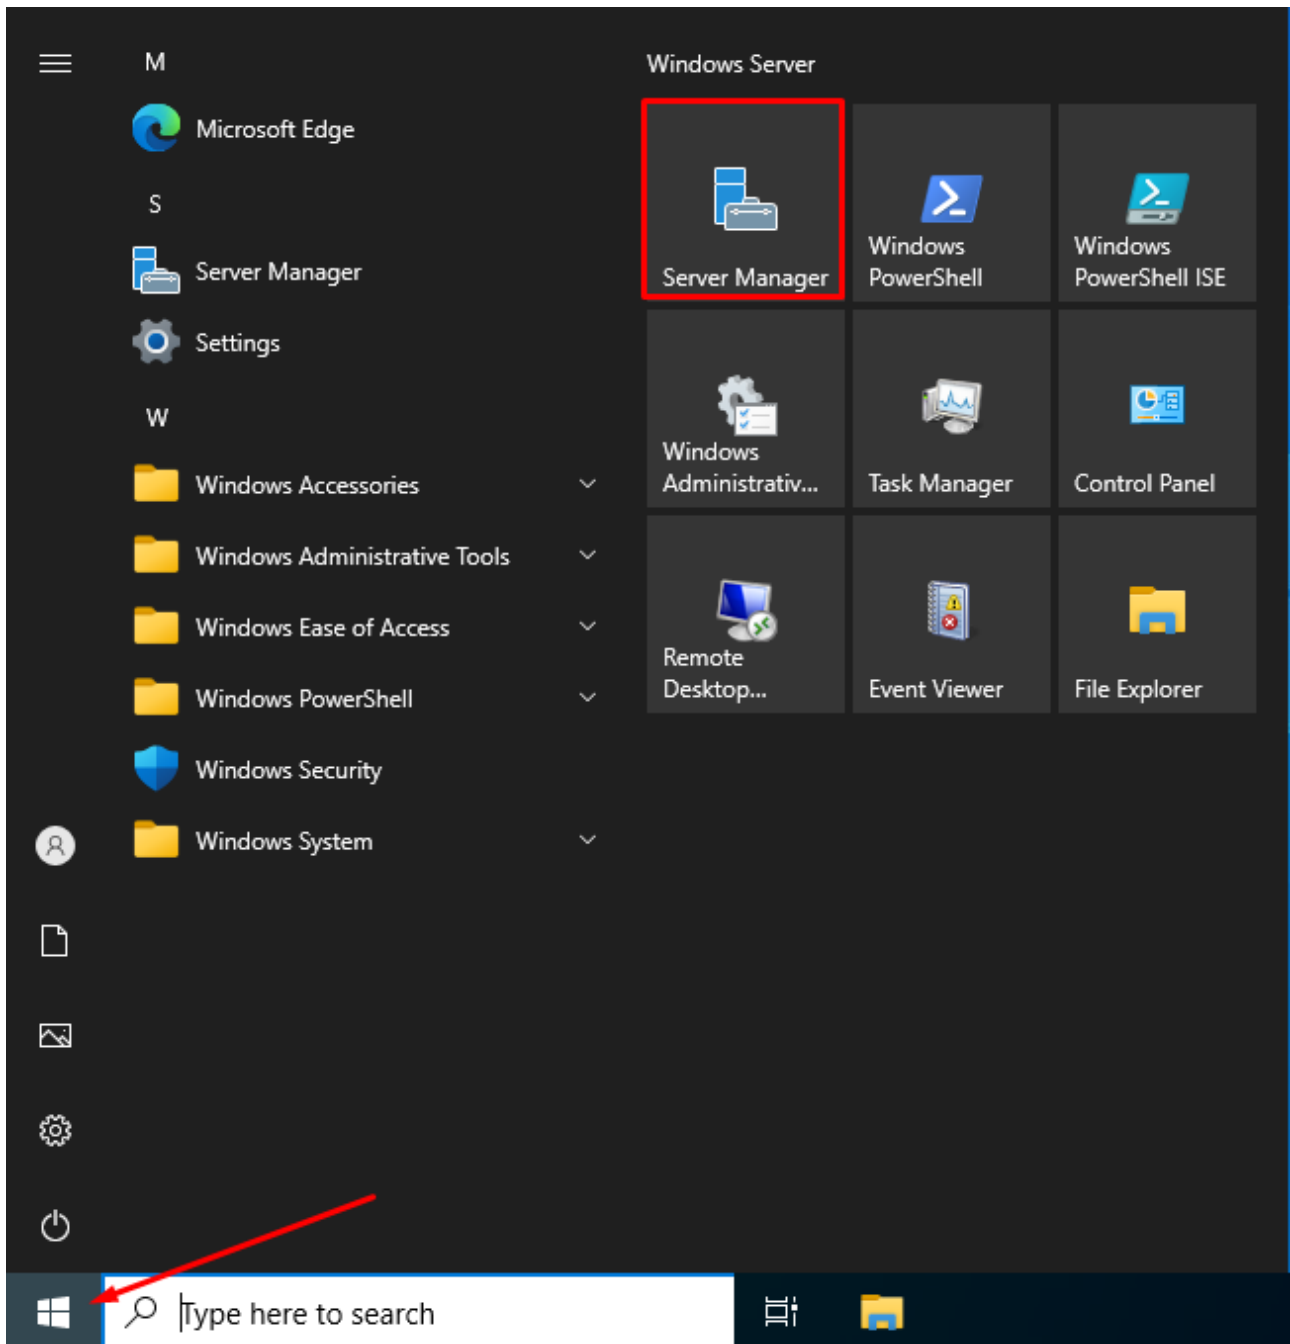 M
Microsoft Edge
S
Server Manager
Settings
W
Windows Accessories
Windows Administrative Tools
Windows Ease of Access
Windows PowerShell
Windows Security
Windows System
Windows Server
Server Manager
Windows
PowerShell
Windows
PowerShell ISE
Windows
Administrativ...
Task Manager
Control Panel
Remote
Desktop...
Event Viewer
File Explorer
Type here to search